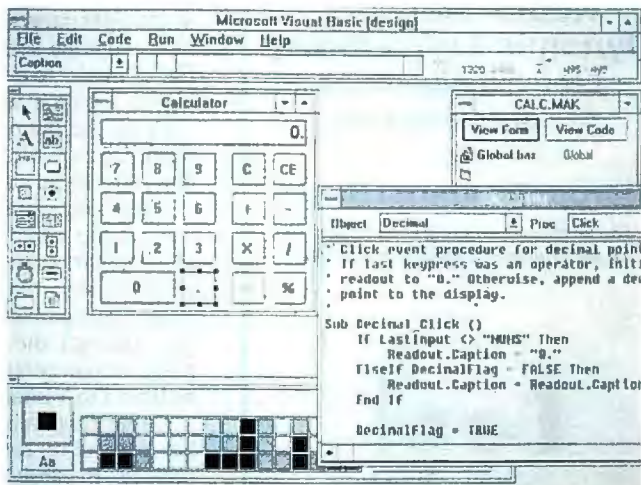 Microsoft Visual Basic [design]
File Edit Code Run Window Help
Caption
Calculator
0.
7 8 9 C CE
4 5 6 + -
1 2 3 X /
0 . %
CALC.MAK
View Form View Code
Global.bas Global
Object Decimal Proc Click
' Click event procedure for decimal poin
' If last keypress was an operator, initi
' readout to "0." Otherwise, append a dec
' point to the display.
'
Sub Decimal_Click ()
If LastInput <> "NUMS" Then
Readout.Caption = "0."
ElseIf DecimalFlag = FALSE Then
Readout.Caption = Readout.Caption
End If
DecimalFlag = TRUE
A ab
Aa